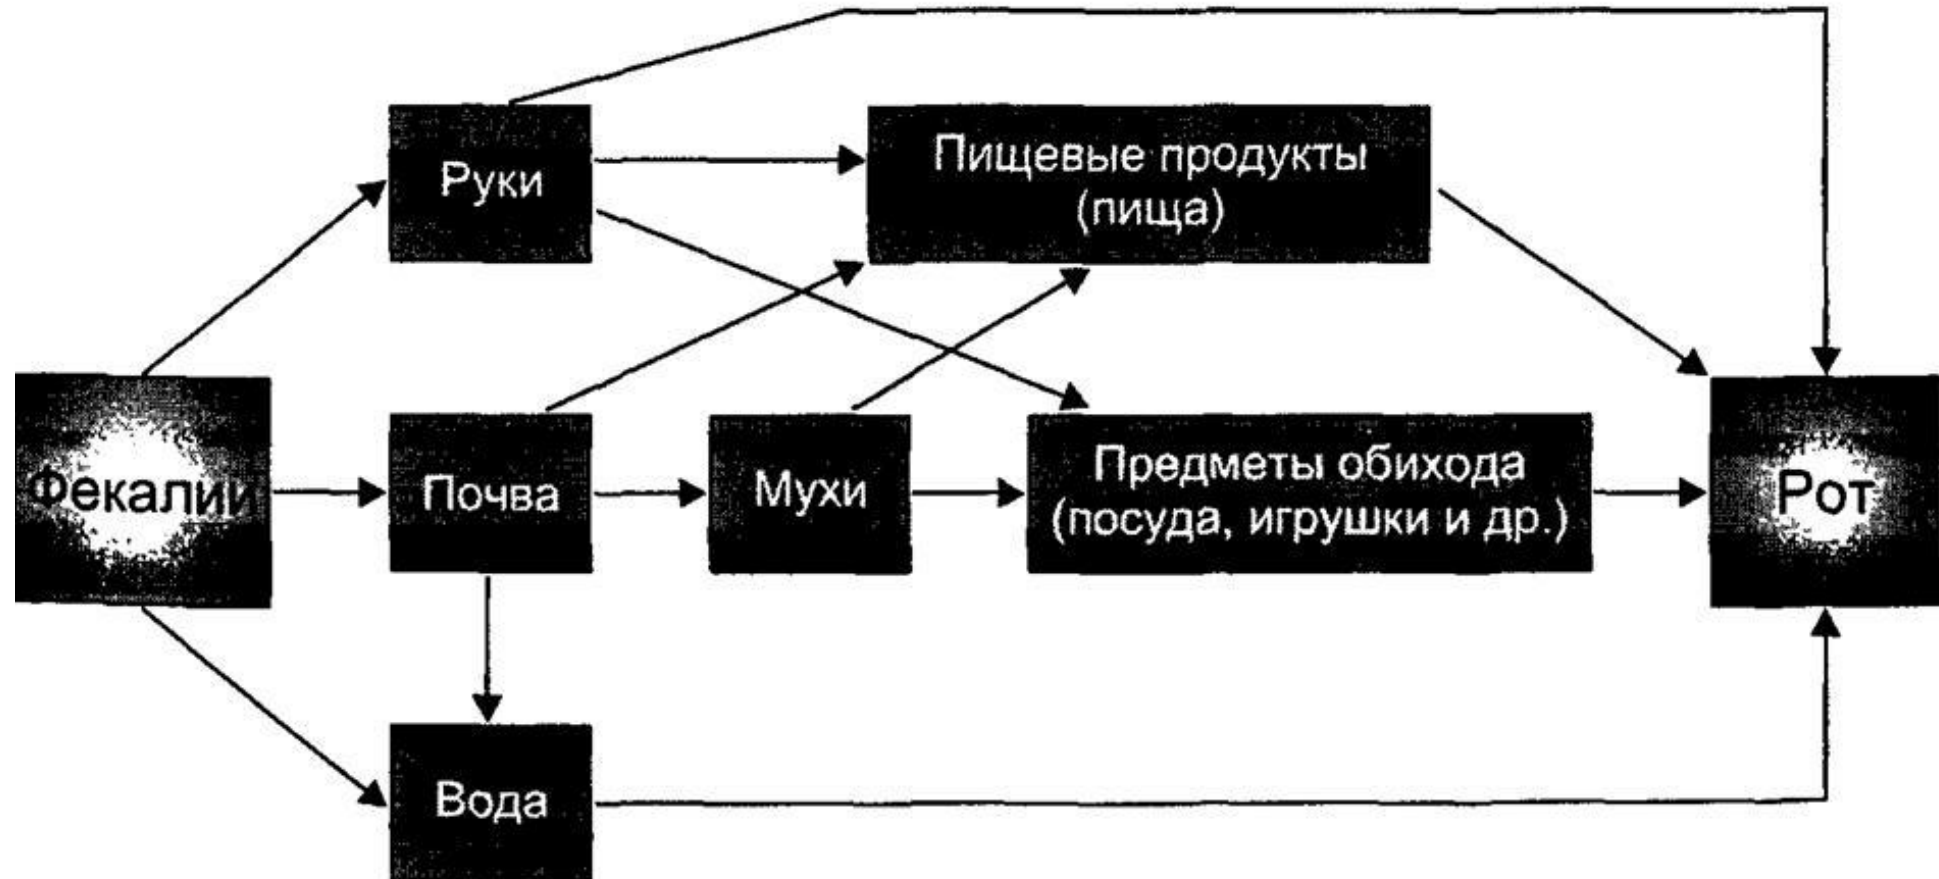 Руки
Пищевые продукты
(пища)
Фекалии
Почва
Мухи
Предметы обихода
(посуда, игрушки и др.)
Рот
Вода